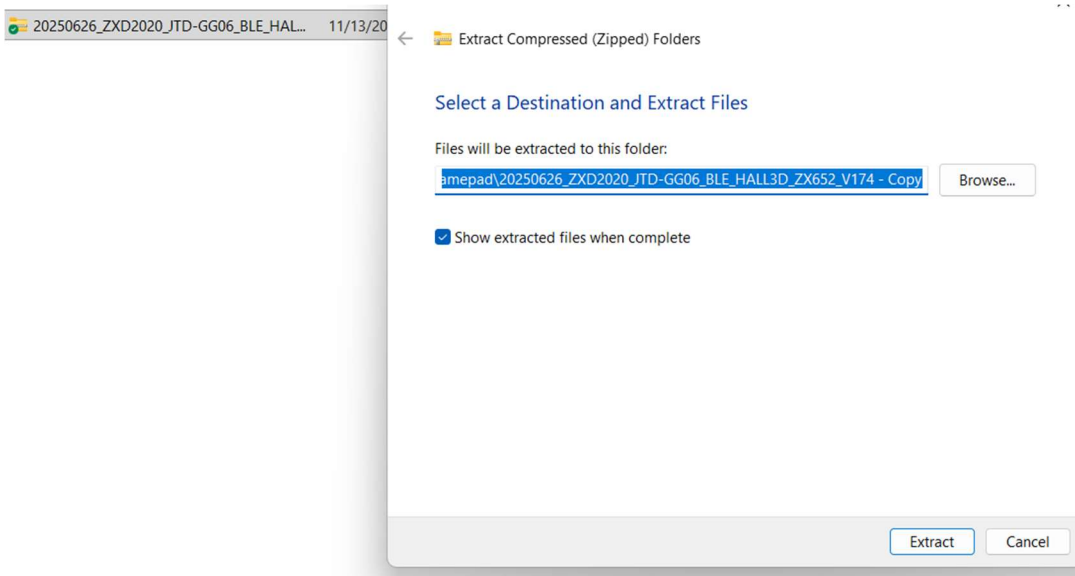 20250626_ZXD2020_JTD-GG06_BLE_HAL... 11/13/20
Extract Compressed (Zipped) Folders
Select a Destination and Extract Files
Files will be extracted to this folder:
amepad\20250626_ZXD2020_JTD-GG06_BLE_HALL3D_ZX652_V174 - Copy Browse...
Show extracted files when complete
Extract Cancel